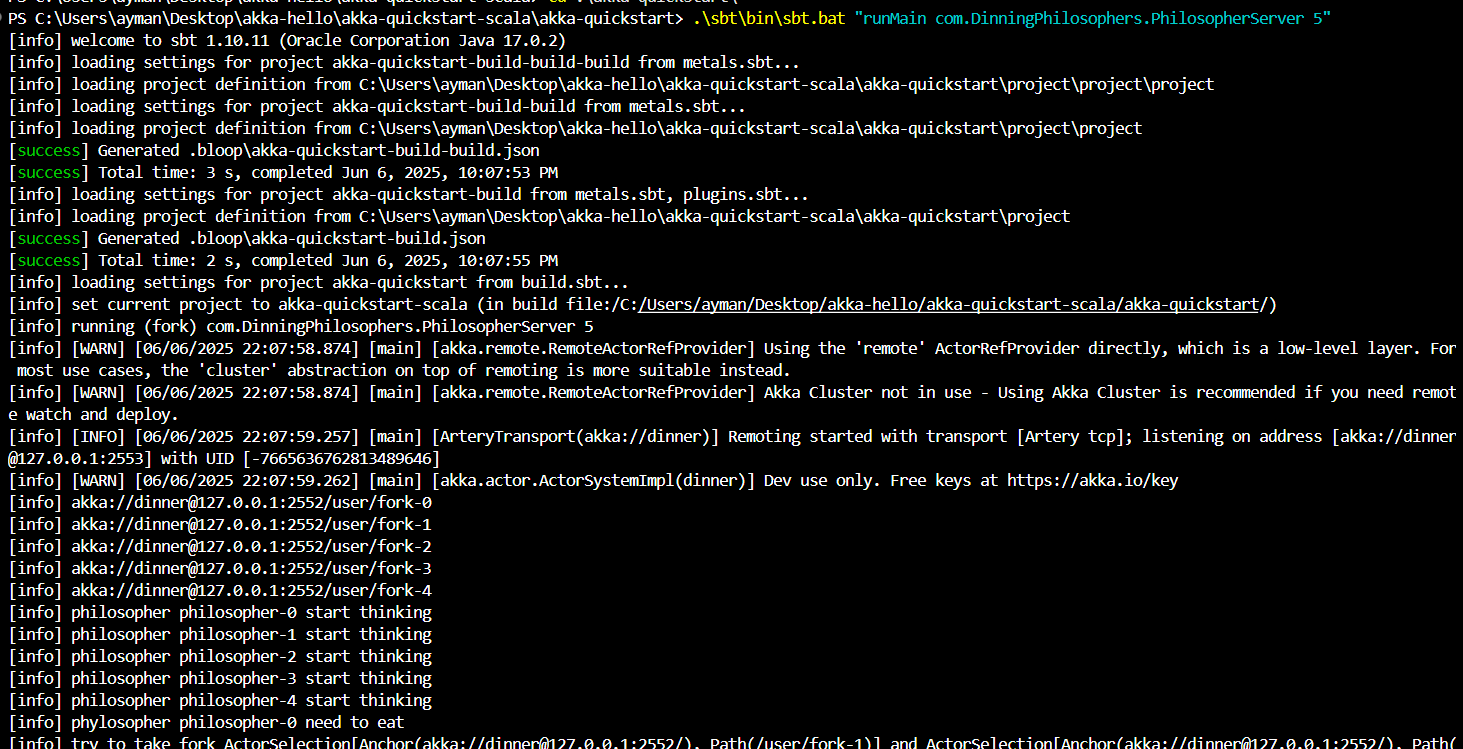 PS C:\Users\ayman\Desktop\akka-hello\akka-quickstart-scala\akka-quickstart> .\sbt\bin\sbt.bat "runMain com.DinningPhilosophers.PhilosopherServer 5"
[info] welcome to sbt 1.10.11 (Oracle Corporation Java 17.0.2)
[info] loading settings for project akka-quickstart-build-build-build from metals.sbt...
[info] loading project definition from C:\Users\ayman\Desktop\akka-hello\akka-quickstart-scala\akka-quickstart\project\project\project
[info] loading settings for project akka-quickstart-build-build from metals.sbt...
[info] loading project definition from C:\Users\ayman\Desktop\akka-hello\akka-quickstart-scala\akka-quickstart\project\project
[success] Generated .bloop\akka-quickstart-build-build.json
[success] Total time: 3 s, completed Jun 6, 2025, 10:07:53 PM
[info] loading settings for project akka-quickstart-build from metals.sbt, plugins.sbt...
[info] loading project definition from C:\Users\ayman\Desktop\akka-hello\akka-quickstart-scala\akka-quickstart\project
[success] Generated .bloop\akka-quickstart-build.json
[success] Total time: 2 s, completed Jun 6, 2025, 10:07:55 PM
[info] loading settings for project akka-quickstart from build.sbt...
[info] set current project to akka-quickstart-scala (in build file:/C:/Users/ayman/Desktop/akka-hello/akka-quickstart-scala/akka-quickstart/)
[info] running (fork) com.DinningPhilosophers.PhilosopherServer 5
[info] [WARN] [06/06/2025 22:07:58.874] [main] [akka.remote.RemoteActorRefProvider] Using the 'remote' ActorRefProvider directly, which is a low-level layer. For
most use cases, the 'cluster' abstraction on top of remoting is more suitable instead.
[info] [WARN] [06/06/2025 22:07:58.874] [main] [akka.remote.RemoteActorRefProvider] Akka Cluster not in use - Using Akka Cluster is recommended if you need remot
e watch and deploy.
[info] [INFO] [06/06/2025 22:07:59.257] [main] [ArteryTransport(akka://dinner)] Remoting started with transport [Artery tcp]; listening on address [akka://dinner
@127.0.0.1:2553] with UID [-7665636762813489646]
[info] [WARN] [06/06/2025 22:07:59.262] [main] [akka.actor.ActorSystemImpl(dinner)] Dev use only. Free keys at https://akka.io/key
[info] akka://dinner@127.0.0.1:2552/user/fork-0
[info] akka://dinner@127.0.0.1:2552/user/fork-1
[info] akka://dinner@127.0.0.1:2552/user/fork-2
[info] akka://dinner@127.0.0.1:2552/user/fork-3
[info] akka://dinner@127.0.0.1:2552/user/fork-4
[info] philosopher philosopher-0 start thinking
[info] philosopher philosopher-1 start thinking
[info] philosopher philosopher-2 start thinking
[info] philosopher philosopher-3 start thinking
[info] philosopher philosopher-4 start thinking
[info] phylosopher philosopher-0 need to eat
[info] try to take fork ActorSelection[Anchor(akka://dinner@127.0.0.1:2552/), Path(/user/fork-1)] and ActorSelection[Anchor(akka://dinner@127.0.0.1:2552/), Path(